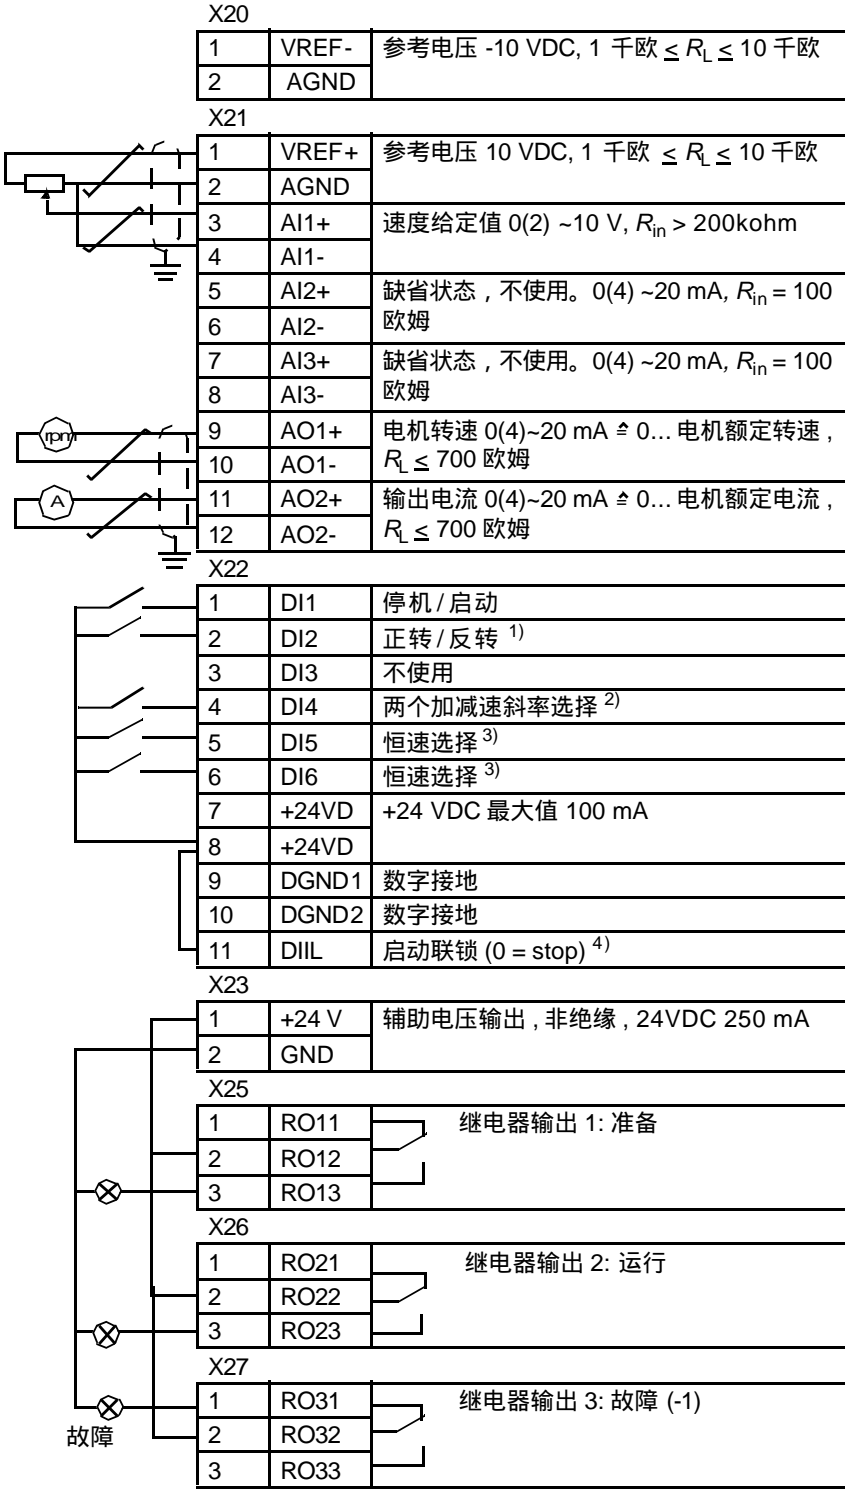 X20
1 VREF- 参考电压 -10 VDC, 1 千欧 ≤ RL ≤ 10 千欧
2 AGND
X21
1 VREF+ 参考电压 10 VDC, 1 千欧 ≤ RL ≤ 10 千欧
2 AGND
3 AI1+ 速度给定值 0(2) ~10 V, Rin > 200kohm
4 AI1-
5 AI2+ 缺省状态 , 不使用。0(4) ~20 mA, Rin = 100
6 AI2- 欧姆
7 AI3+ 缺省状态 , 不使用。0(4) ~20 mA, Rin = 100
8 AI3- 欧姆
rpm 9 AO1+ 电机转速 0(4)~20 mA ≙ 0... 电机额定转速 ,
10 AO1- RL ≤ 700 欧姆
A 11 AO2+ 输出电流 0(4)~20 mA ≙ 0... 电机额定电流 ,
12 AO2- RL ≤ 700 欧姆
X22
1 DI1 停机 / 启动
2 DI2 正转 / 反转 1)
3 DI3 不使用
4 DI4 两个加减速斜率选择 2)
5 DI5 恒速选择 3)
6 DI6 恒速选择 3)
7 +24VD +24 VDC 最大值 100 mA
8 +24VD
9 DGND1 数字接地
10 DGND2 数字接地
11 DIIL 启动联锁 (0 = stop) 4)
X23
1 +24 V 辅助电压输出 , 非绝缘 , 24VDC 250 mA
2 GND
X25
1 RO11 继电器输出 1: 准备
2 RO12
3 RO13
X26
1 RO21 继电器输出 2: 运行
2 RO22
3 RO23
X27
1 RO31 继电器输出 3: 故障 (-1)
故障 2 RO32
3 RO33